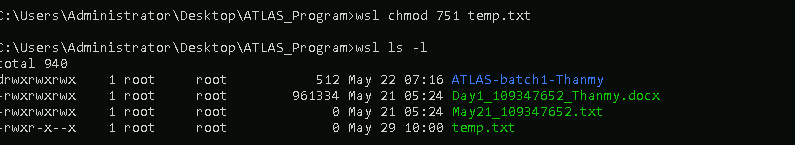 C:\Users\Administrator\Desktop\ATLAS_Program>wsl chmod 751 temp.txt
C:\Users\Administrator\Desktop\ATLAS_Program>wsl ls -l
total 940
drwxrwxrwx 1 root root 512 May 22 07:16 ATLAS-batch1-Thanmy
-rwxrwxrwx 1 root root 961334 May 21 05:24 Day1_109347652_Thanmy.docx
-rwxrwxrwx 1 root root 0 May 21 05:24 May21_109347652.txt
-rwxr-x--x 1 root root 0 May 29 10:00 temp.txt